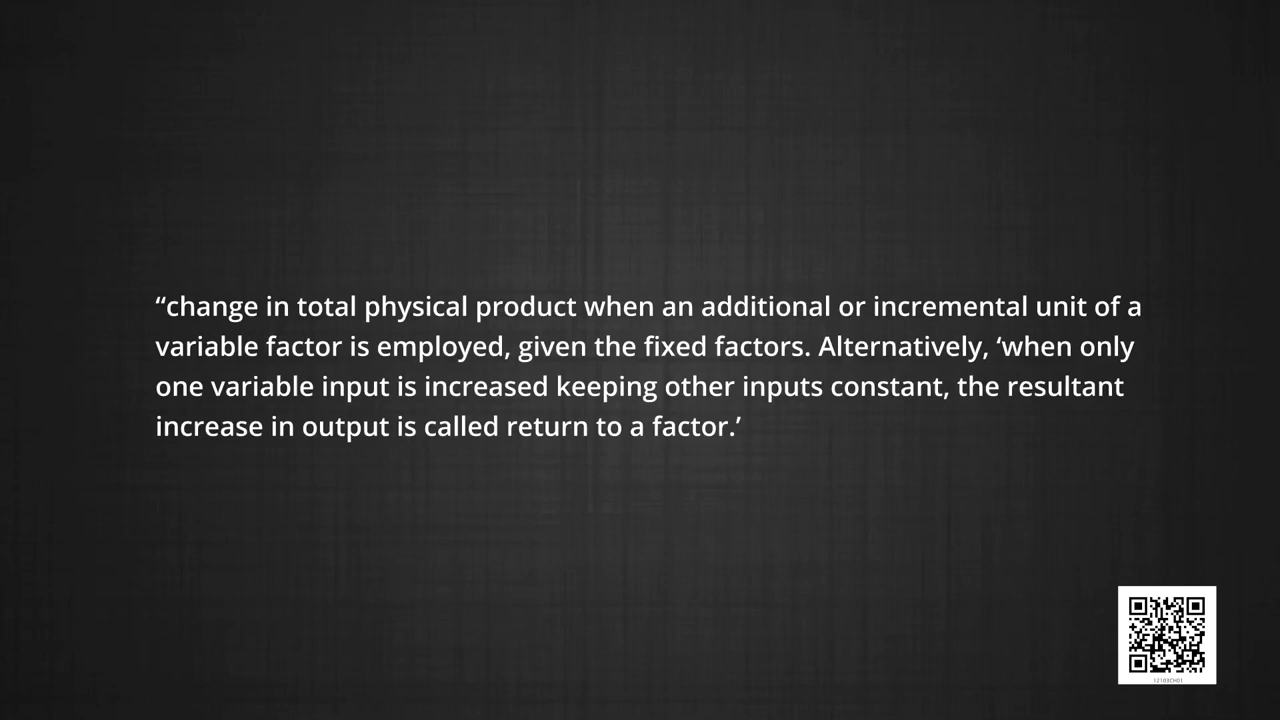 “change in total physical product when an additional or incremental unit of a
variable factor is employed, given the fixed factors. Alternatively, ‘when only
one variable input is increased keeping other inputs constant, the resultant
increase in output is called return to a factor.’
12103CH01